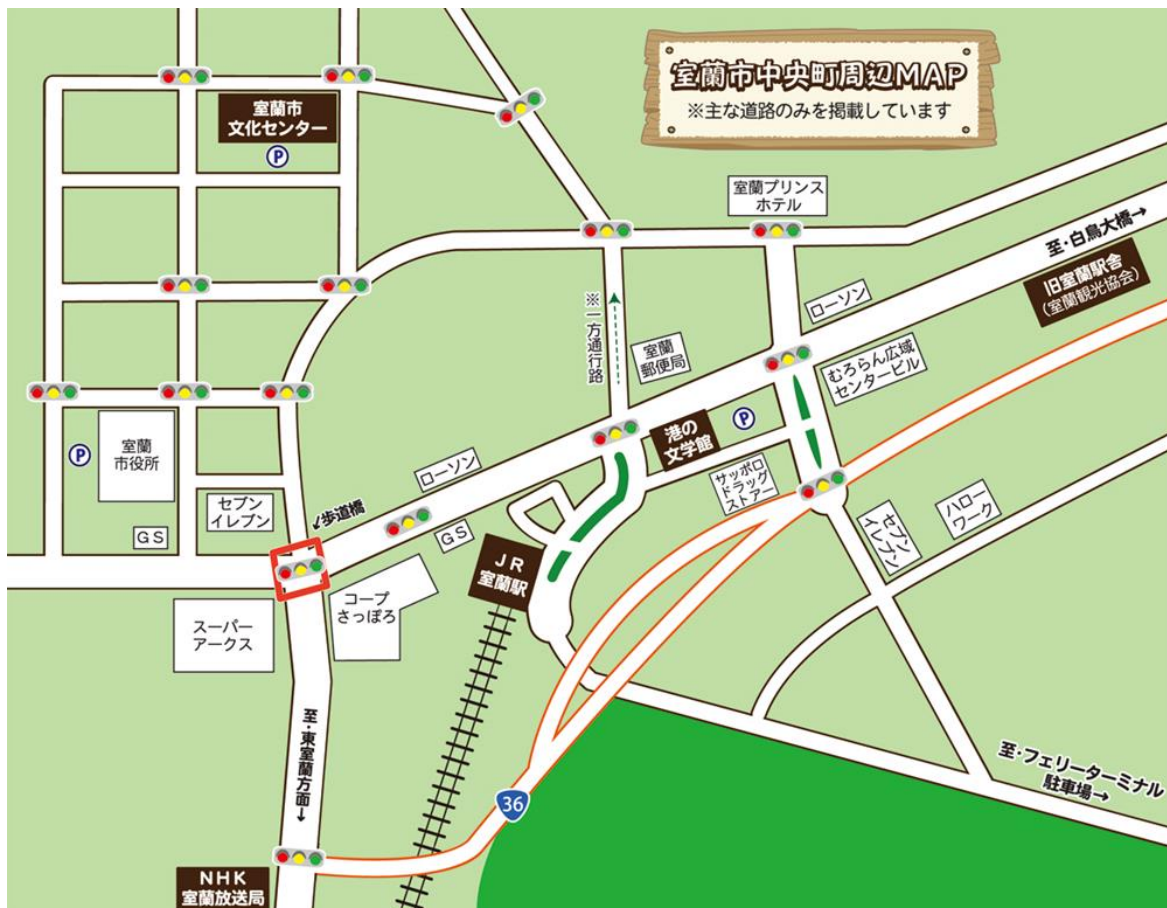 室蘭市中央町周辺MAP
※主な道路のみを掲載しています
室蘭市
文化センター
P
室蘭プリンス
ホテル
至・白鳥大橋→
旧室蘭駅舎
(室蘭観光協会)
ローソン
※一方通行路
室蘭
郵便局
むろらん広域
センタービル
P
港の
文学館
室蘭
市役所
P
ローソン
サッポロ
ドラッグ
ストアー
セブン
イレブン
↙歩道橋
GS
GS
セブン
イレブン
ハロー
ワーク
JR
室蘭駅
コープ
さっぽろ
スーパー
アークス
至・東室蘭方面↓
至・フェリーターミナル
駐車場→
36
NHK
室蘭放送局